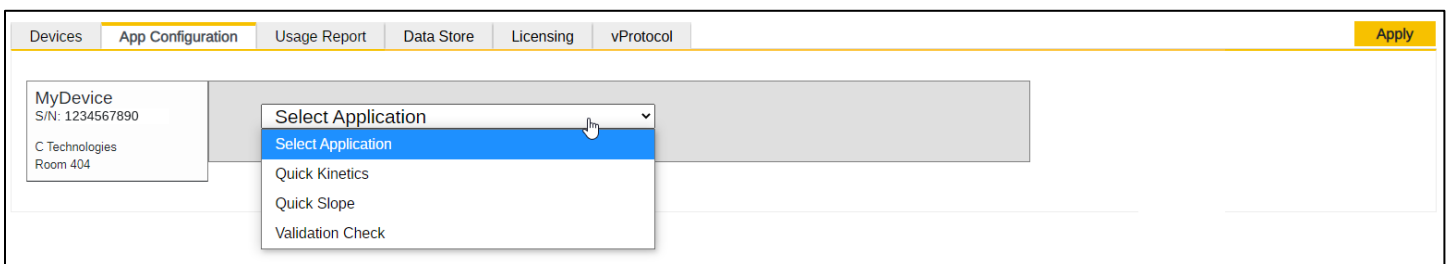 Devices App Configuration Usage Report Data Store Licensing vProtocol Apply
MyDevice
S/N: 1234567890
C Technologies
Room 404
Select Application
Select Application
Quick Kinetics
Quick Slope
Validation Check